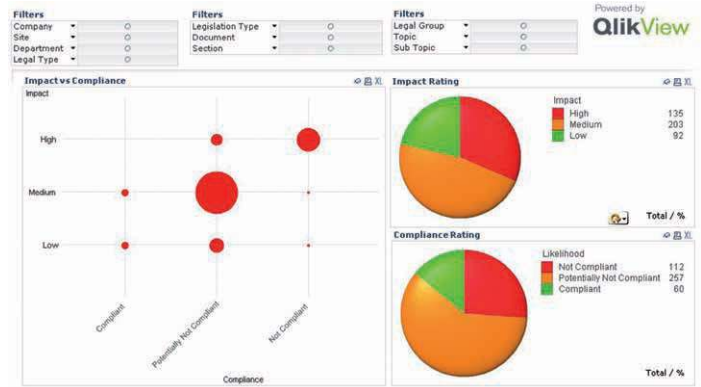 Powered by
QlikView
Filters
Company
Site
Department
Legal Type
Filters
Legislation Type
Document
Section
Filters
Legal Group
Topic
Sub Topic
Impact vs Compliance
XL
Impact
High
Medium
Low
Compliant
Potentially Not Compliant
Not Compliant
Compliance
Impact Rating
XL
Impact
High 135
Medium 203
Low 92
Total / %
Compliance Rating
XL
Likelihood
Not Compliant 112
Potentially Not Compliant 257
Compliant 60
Total / %